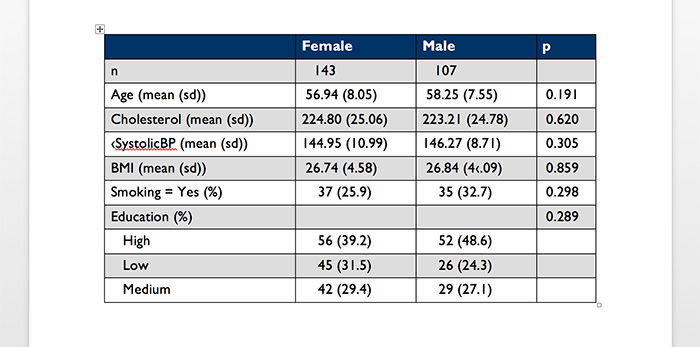 Female Male p
n 143 107
Age (mean (sd)) 56.94 (8.05) 58.25 (7.55) 0.191
Cholesterol (mean (sd)) 224.80 (25.06) 223.21 (24.78) 0.620
‹SystolicBP (mean (sd)) 144.95 (10.99) 146.27 (8.71) 0.305
BMI (mean (sd)) 26.74 (4.58) 26.84 (4‹.09) 0.859
Smoking = Yes (%) 37 (25.9) 35 (32.7) 0.298
Education (%) 0.289
High 56 (39.2) 52 (48.6)
Low 45 (31.5) 26 (24.3)
Medium 42 (29.4) 29 (27.1)